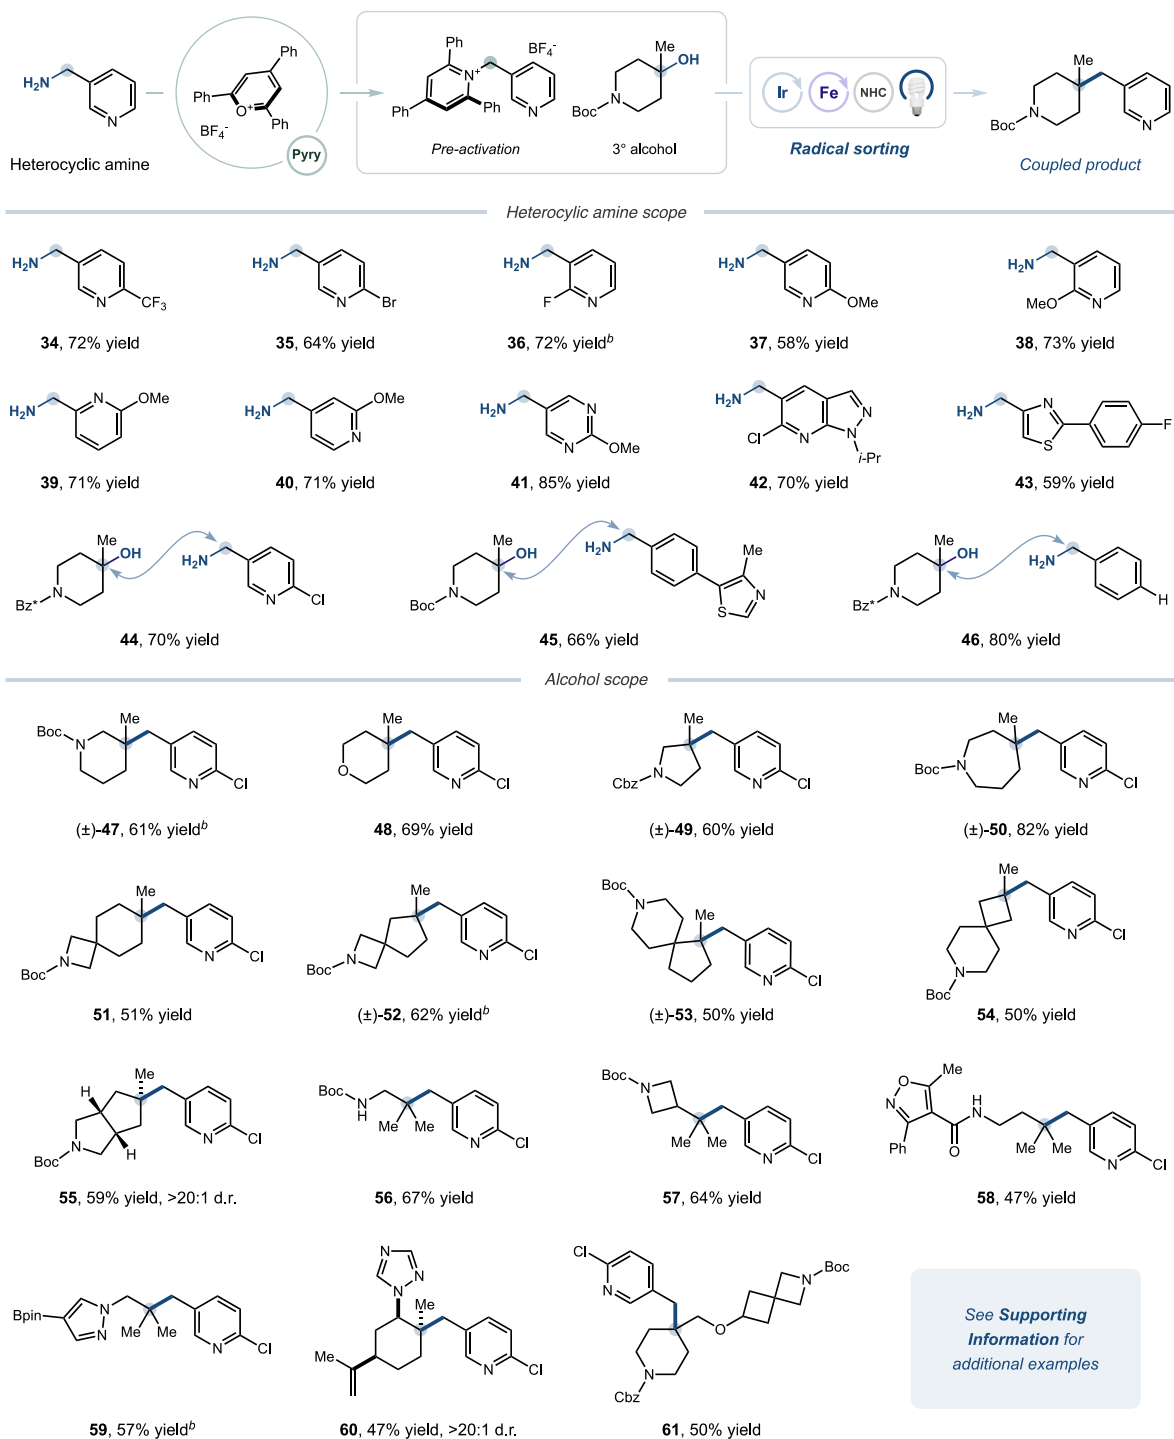 H₂N
N
Heterocyclic amine
Ph
Ph
O⁺
Ph
BF₄⁻
Pyry
Ph
N⁺
Ph
Ph
BF₄⁻
N
Pre-activation
Me
OH
N
Boc
3° alcohol
Ir
Fe
NHC
Radical sorting
Me
N
Boc
N
Coupled product
Heterocylic amine scope
H₂N
N
CF₃
34, 72% yield
H₂N
N
Br
35, 64% yield
H₂N
F
N
36, 72% yieldᵇ
H₂N
N
OMe
37, 58% yield
H₂N
MeO
N
38, 73% yield
H₂N
N
OMe
39, 71% yield
H₂N
OMe
N
40, 71% yield
H₂N
N
N
OMe
41, 85% yield
H₂N
Cl
N
N
N
i-Pr
42, 70% yield
H₂N
N
S
F
43, 59% yield
Me
OH
N
Bz*
H₂N
N
Cl
44, 70% yield
Me
OH
N
Boc
H₂N
Me
N
S
45, 66% yield
Me
OH
N
Bz*
H₂N
H
46, 80% yield
Alcohol scope
Boc
N
Me
N
Cl
(±)-47, 61% yieldᵇ
Me
O
N
Cl
48, 69% yield
Me
N
Cbz
N
Cl
(±)-49, 60% yield
Me
Boc
N
N
Cl
(±)-50, 82% yield
Me
N
Boc
N
Cl
51, 51% yield
Me
N
Boc
N
Cl
(±)-52, 62% yieldᵇ
Boc
N
Me
N
Cl
(±)-53, 50% yield
Me
N
Boc
N
Cl
54, 50% yield
H
Me
N
Boc
H
N
Cl
55, 59% yield, >20:1 d.r.
Boc
N
H
Me
Me
N
Cl
56, 67% yield
Boc
N
Me
Me
N
Cl
57, 64% yield
O
Me
N
Ph
O
H
N
Me
Me
N
Cl
58, 47% yield
Bpin
N
N
Me
Me
N
Cl
59, 57% yieldᵇ
N
N
N
Me
Me
N
Cl
60, 47% yield, >20:1 d.r.
Cl
N
O
N
Boc
N
Cbz
61, 50% yield
See Supporting
Information for
additional examples